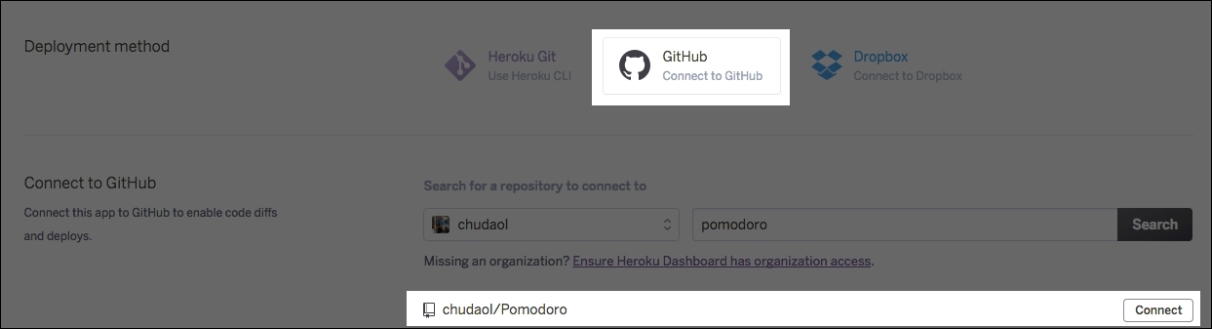 Deployment method
Heroku Git
Use Heroku CLI
GitHub
Connect to GitHub
Dropbox
Connect to Dropbox
Connect to GitHub
Connect this app to GitHub to enable code diffs
and deploys.
Search for a repository to connect to
chudaol
pomodoro
Search
Missing an organization? Ensure Heroku Dashboard has organization access.
chudaol/Pomodoro
Connect